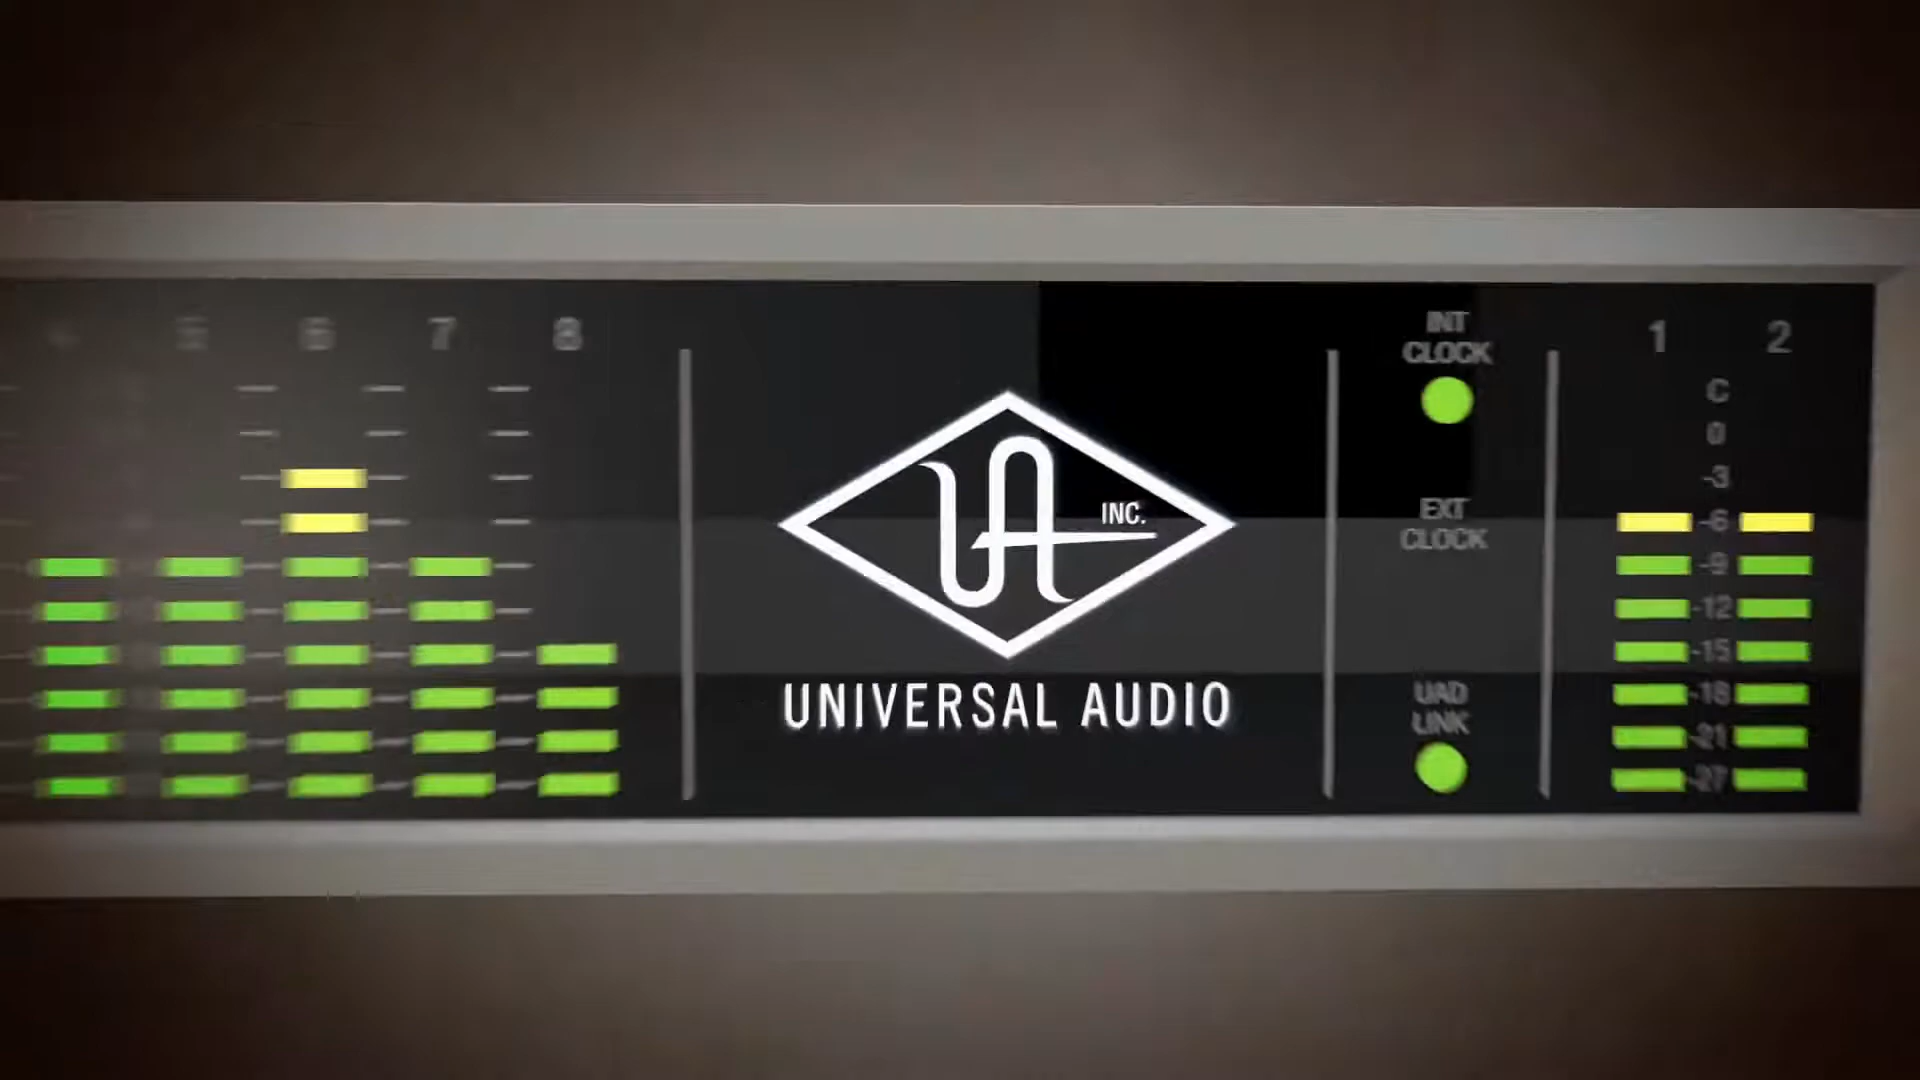 5 6 7 8
INC.
UNIVERSAL AUDIO
INT
CLOCK
EXT
CLOCK
UAD
LINK
1 2
C
0
-3
-6
-9
-12
-15
-18
-21
-27